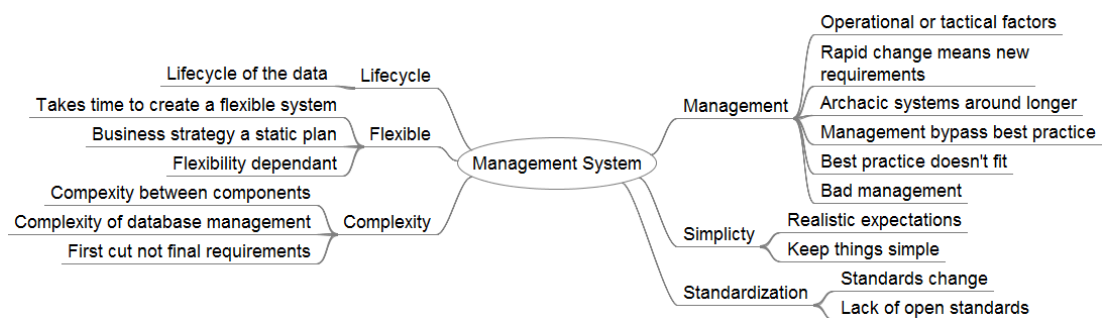 Management System
Lifecycle
Lifecycle of the data
Flexible
Takes time to create a flexible system
Business strategy a static plan
Flexibility dependant
Complexity
Compexity between components
Complexity of database management
First cut not final requirements
Management
Operational or tactical factors
Rapid change means new
requirements
Archacic systems around longer
Management bypass best practice
Best practice doesn't fit
Bad management
Simplicty
Realistic expectations
Keep things simple
Standardization
Standards change
Lack of open standards